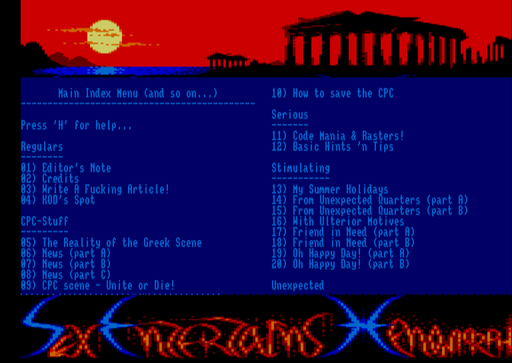 Main Index Menu (and so on...)
Press 'H' for help...
Regulars
01) Editor's Note
02) Credits
03) Write A Fucking Article!
04) HOD's Spot
CPC-Stuff
05) The Reality of the Greek Scene
06) News (part A)
07) News (part B)
08) News (part C)
09) CPC scene - Unite or Die!
10) How to save the CPC
Serious
11) Code Mania & Rasters!
12) Basic Hints 'n Tips
Stimulating
13) My Summer Holidays
14) From Unexpected Quarters (part A)
15) From Unexpected Quarters (part B)
16) With Ulterior Motives
17) Friend in Need (part A)
18) Friend in Need (part B)
19) Oh Happy Day! (part A)
20) Oh Happy Day! (part B)
Unexpected